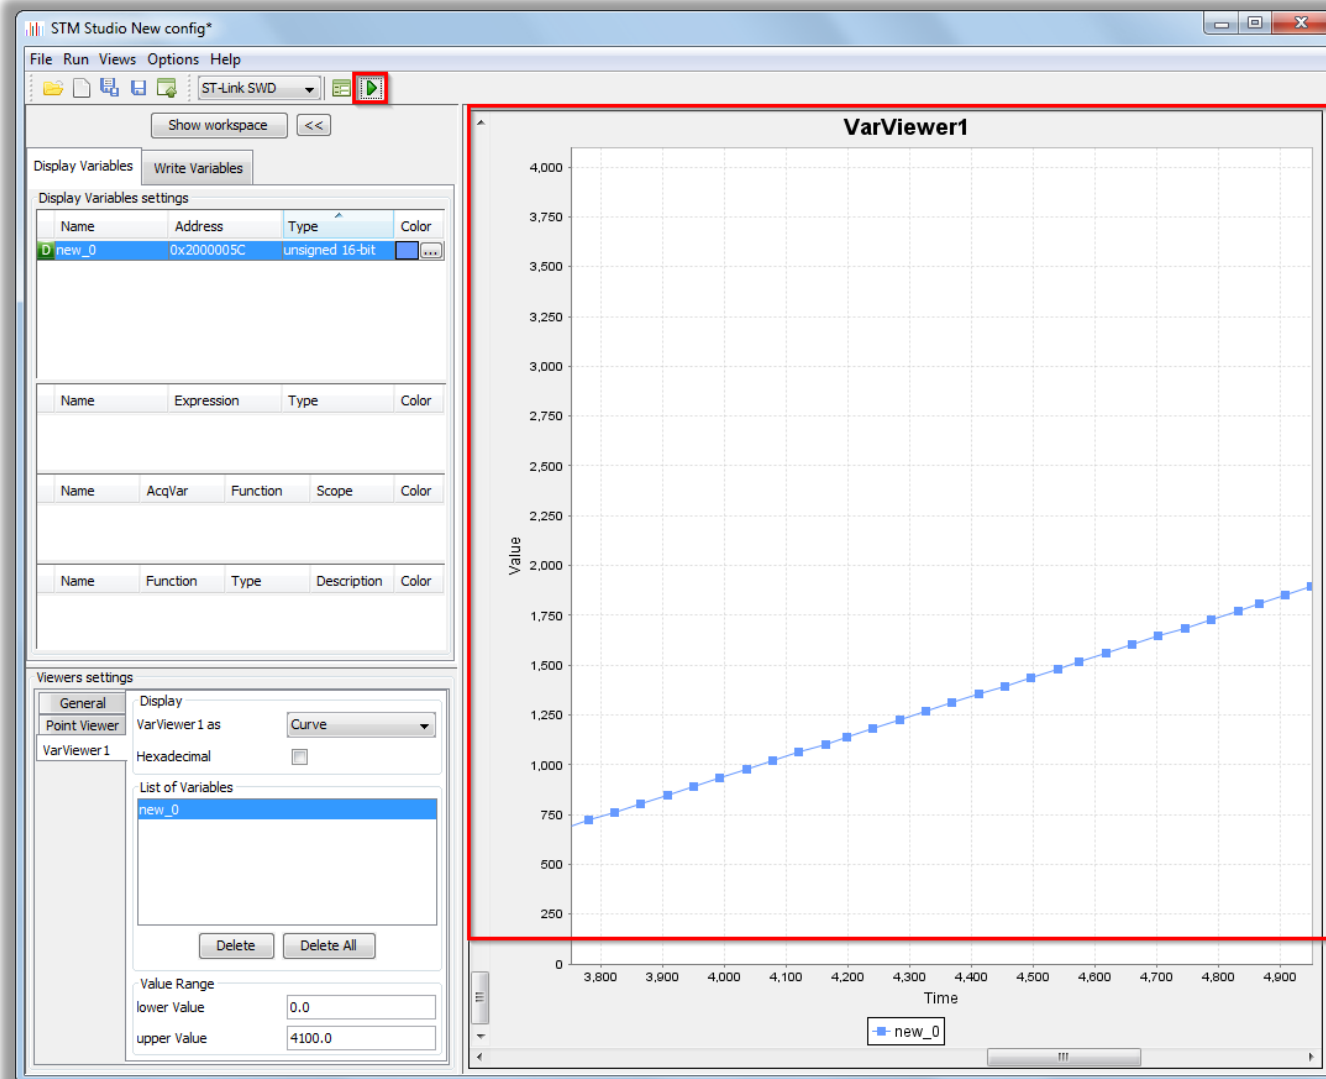 STM Studio New config*
File Run Views Options Help
ST-Link SWD
Show workspace <<
Display Variables Write Variables
Display Variables settings
Name Address Type Color
D new_0 0x2000005C unsigned 16-bit ...
Name Expression Type Color
Name AcqVar Function Scope Color
Name Function Type Description Color
Viewers settings
General
Point Viewer
VarViewer1
Display
VarViewer1 as Curve
Hexadecimal
List of Variables
new_0
Delete Delete All
Value Range
lower Value 0.0
upper Value 4100.0
VarViewer1
4,000
3,750
3,500
3,250
3,000
2,750
2,500
2,250
2,000
1,750
1,500
1,250
1,000
750
500
250
0
Value
3,800 3,900 4,000 4,100 4,200 4,300 4,400 4,500 4,600 4,700 4,800 4,900
Time
new_0